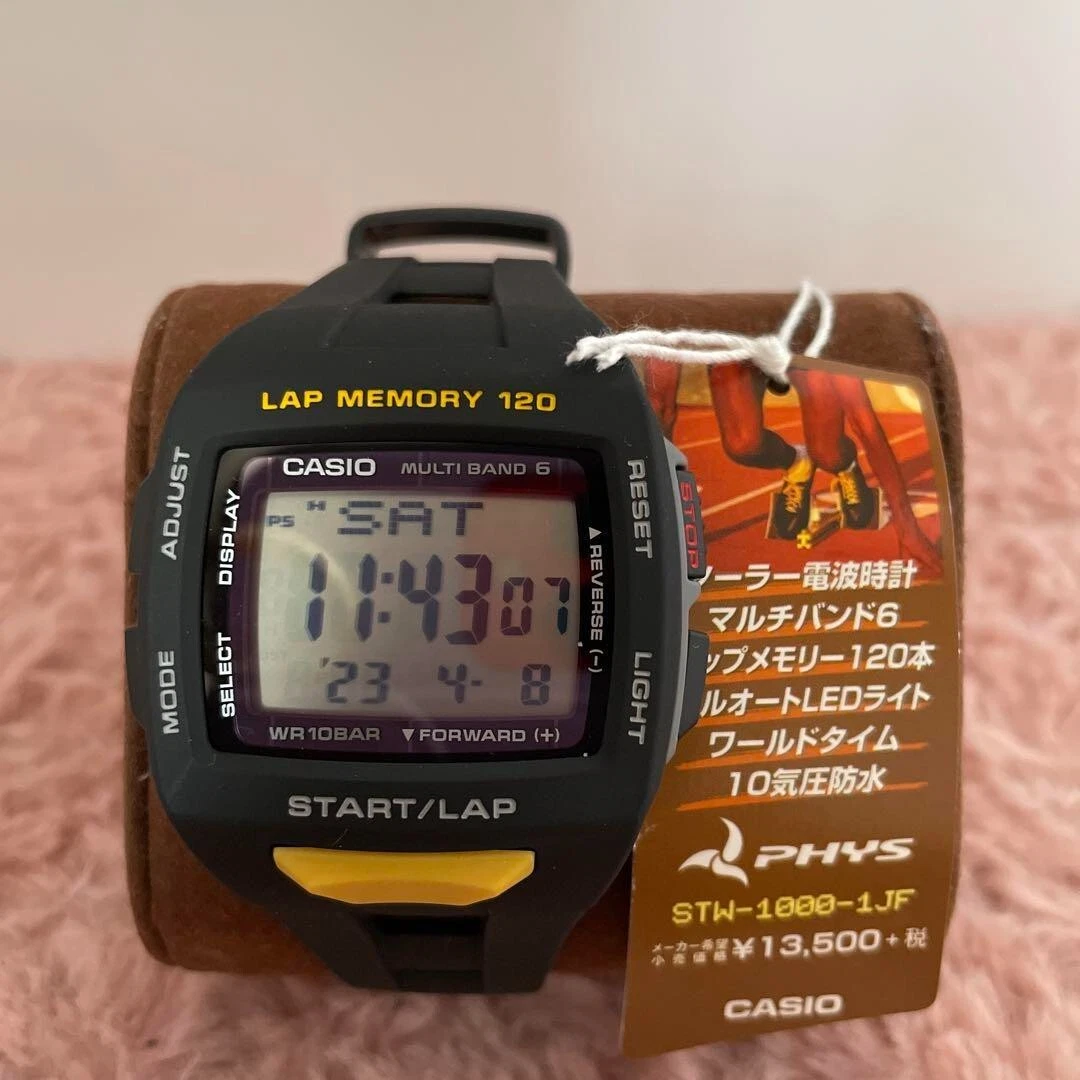 LAP MEMORY 120
ADJUST
DISPLAY
SELECT
MODE
CASIO MULTI BAND 6
PS H SAT
11:43 07
'23 4- 8
WR10BAR ▼FORWARD (+)
▲REVERSE (−)
RESET
STOP
LIGHT
START/LAP
ーラー電波時計
マルチバンド6
ップメモリー120本
ルオートLEDライト
ワールドタイム
10気圧防水
PHYS
STW-1000-1JF
メーカー希望
小売価格 ¥13,500+税
CASIO